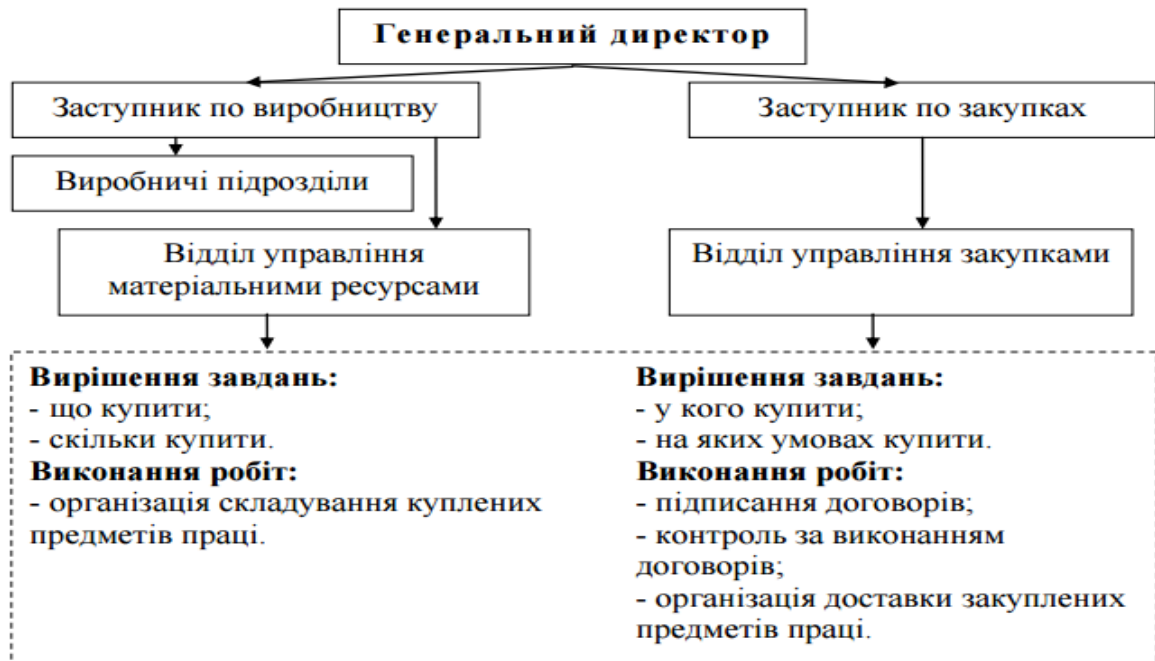 Генеральний директор
Заступник по виробництву
Заступник по закупках
Виробничі підрозділи
Відділ управління
матеріальними ресурсами
Відділ управління закупками
Вирішення завдань:
- що купити;
- скільки купити.
Виконання робіт:
- організація складування куплених
предметів праці.
Вирішення завдань:
- у кого купити;
- на яких умовах купити.
Виконання робіт:
- підписання договорів;
- контроль за виконанням
договорів;
- організація доставки закуплених
предметів праці.